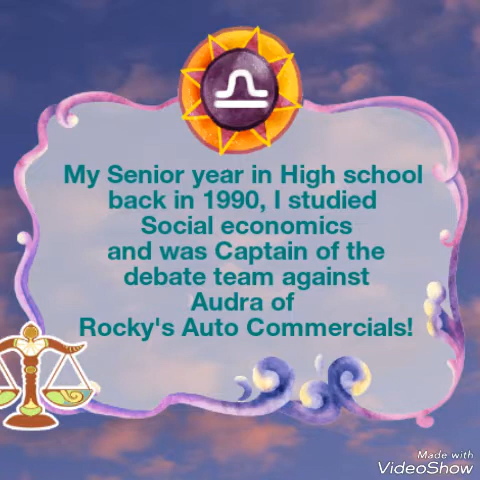 My Senior year in High school
back in 1990, I studied
Social economics
and was Captain of the
debate team against
Audra of
Rocky's Auto Commercials!
Made with
VideoShow